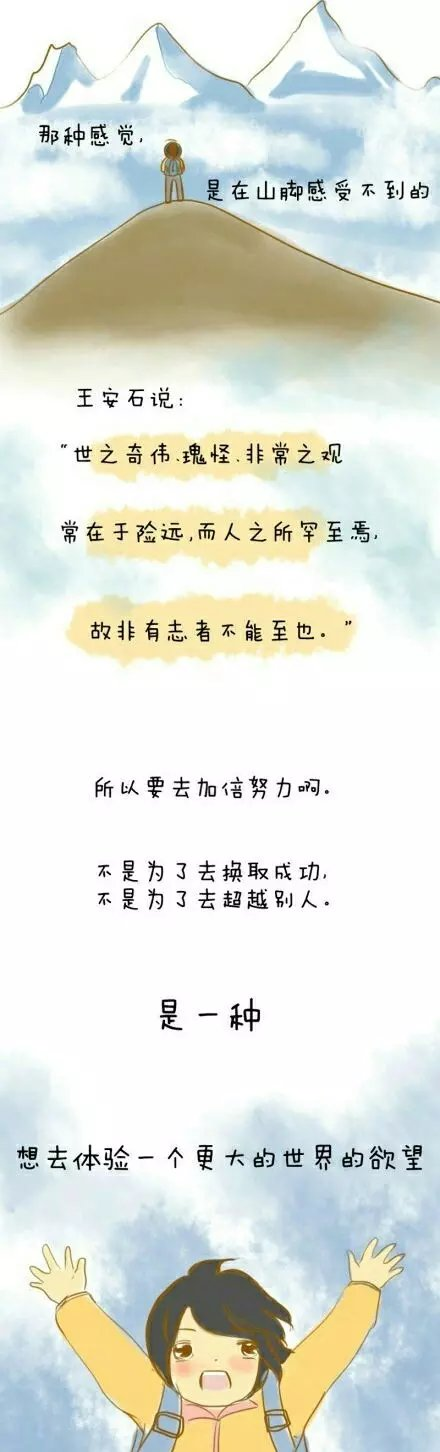 那种感觉,
是在山脚感受不到的
王安石说:
“世之奇伟、瑰怪、非常之观
常在于险远,而人之所罕至焉,
故非有志者不能至也。”
所以要去加倍努力啊。
不是为了去换取成功,
不是为了去超越别人。
是一种
想去体验一个更大的世界的欲望